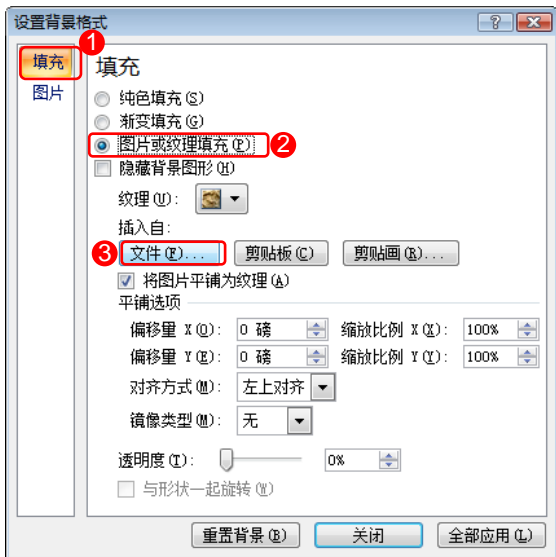 设置背景格式
1
填充
图片
填充
纯色填充(S)
渐变填充(G)
图片或纹理填充(P)
2
隐藏背景图形(H)
纹理(U):
插入自:
3
文件(F)...
剪贴板(C)
剪贴画(R)...
将图片平铺为纹理(A)
平铺选项
偏移量 X(O): 0 磅 缩放比例 X(X): 100%
偏移量 Y(E): 0 磅 缩放比例 Y(Y): 100%
对齐方式(M): 左上对齐
镜像类型(M): 无
透明度(T): 0%
与形状一起旋转(W)
重置背景(B) 关闭 全部应用(L)